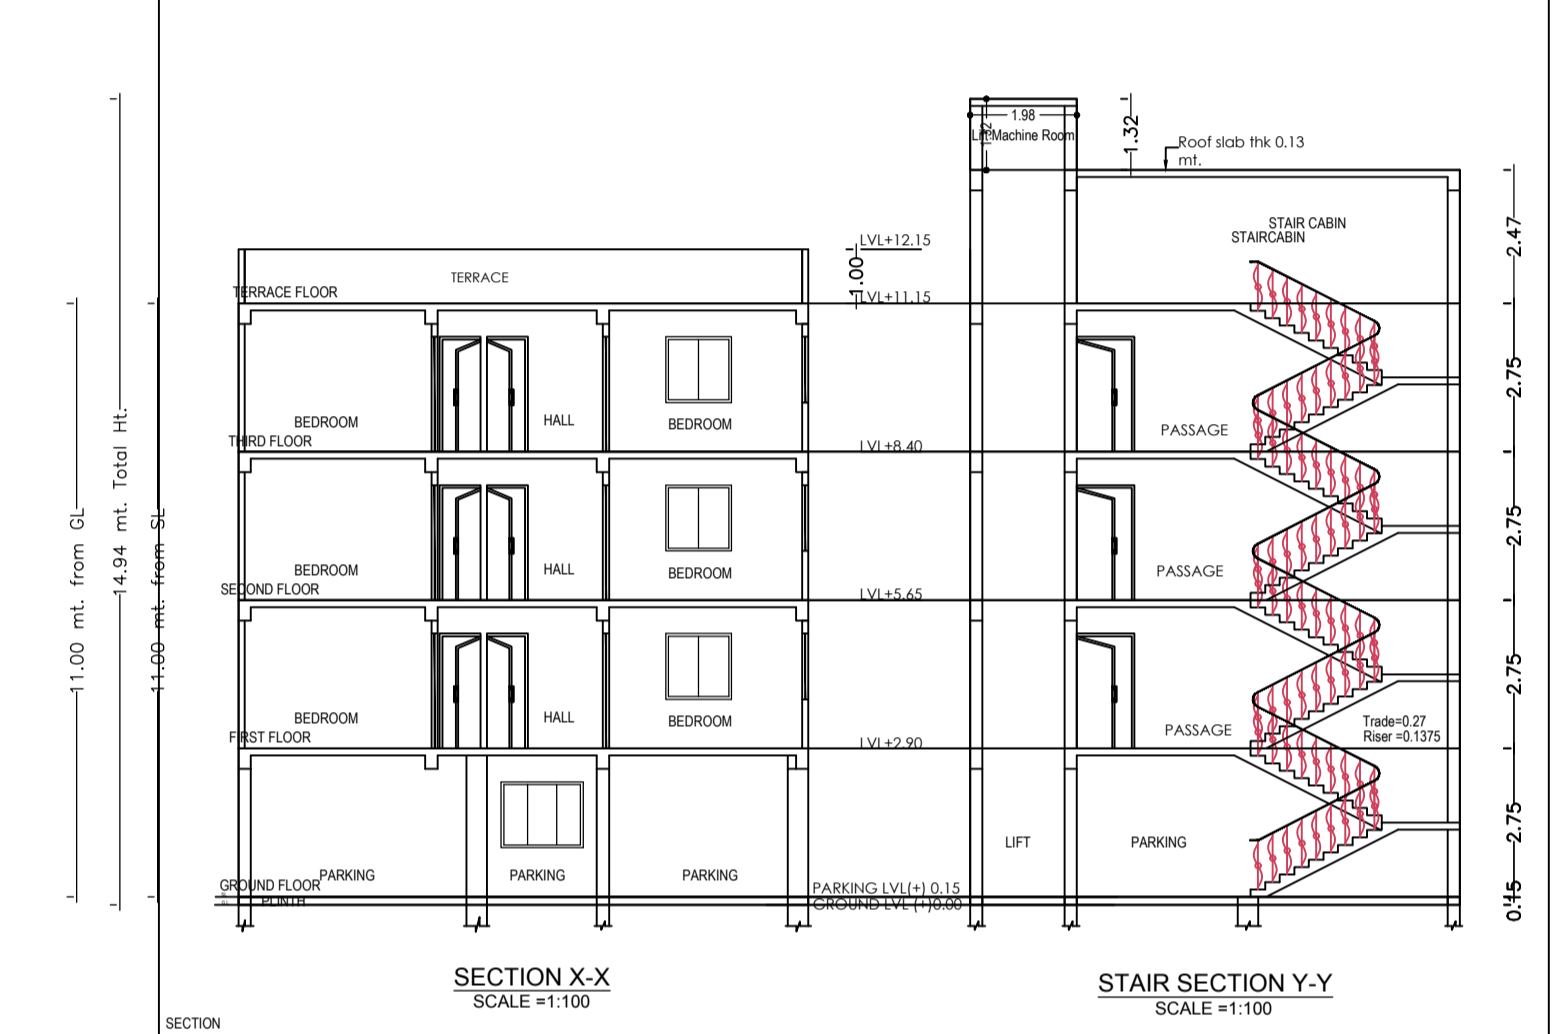 1.98
1.32
Lift Machine Room
1.32
Roof slab thk 0.13
mt.
STAIR CABIN
STAIRCABIN
2.47
LVL+12.15
1.00
TERRACE
TERRACE FLOOR
LVL+11.15
14.94 mt. Total Ht.
11.00 mt. from GL
11.00 mt. from SL
2.75
BEDROOM
HALL
BEDROOM
PASSAGE
THIRD FLOOR
LVL+8.40
2.75
BEDROOM
HALL
BEDROOM
PASSAGE
SECOND FLOOR
LVL+5.65
2.75
BEDROOM
HALL
BEDROOM
PASSAGE
Trade=0.27
Riser =0.1375
FIRST FLOOR
LVL+2.90
2.75
LIFT
PARKING
PARKING
PARKING
PARKING
GROUND FLOOR
PARKING LVL(+) 0.15
PLINTH
GROUND LVL (+)0.00
0.15
SECTION X-X
SCALE =1:100
STAIR SECTION Y-Y
SCALE =1:100
SECTION